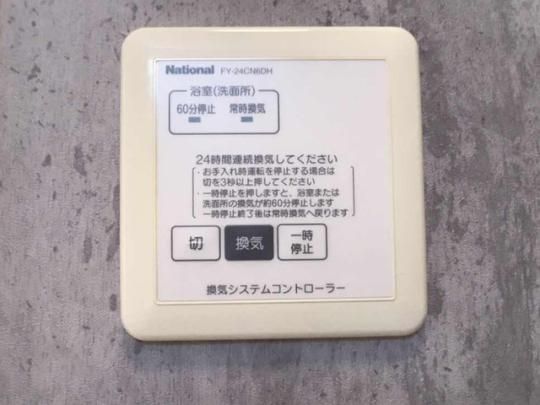 National FY-24CN6DH
浴室(洗面所)
60分停止 常時換気
24時間連続換気してください
・お手入れ時運転を停止する場合は
切を3秒以上押してください
・一時停止を押しますと、浴室または
洗面所の換気が約60分停止します
一時停止終了後は常時換気へ戻ります
切 換気 一時
停止
換気システムコントローラー